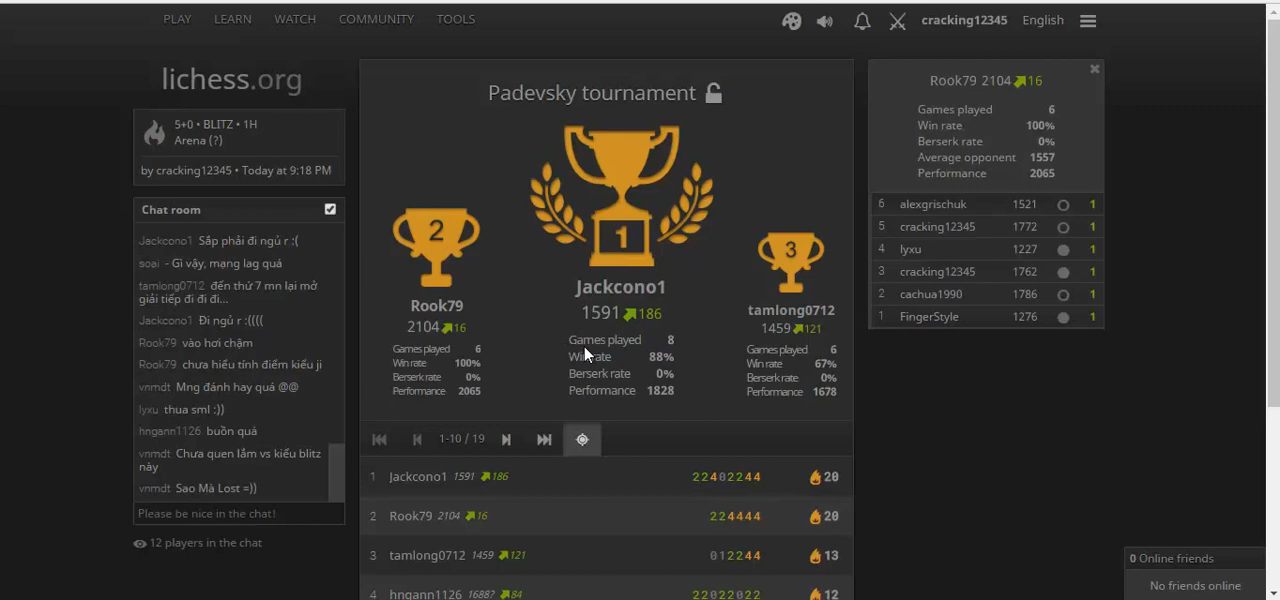 PLAY LEARN WATCH COMMUNITY TOOLS
cracking12345 English
lichess.org
5+0 • BLITZ • 1H
Arena (?)
by cracking12345 • Today at 9:18 PM
Chat room
Jackcono1 Sắp phải đi ngủ r :(
soai - Gì vậy, mạng lag quá
tamlong0712 đến thứ 7 mn lại mở
giải tiếp đi đi đi...
Jackcono1 Đi ngủ r :((((
Rook79 vào hơi chậm
Rook79 chưa hiểu tính điểm kiểu ji
vnmdt Mng đánh hay quá @@
lyxu thua sml :))
hngann1126 buồn quá
vnmdt Chưa quen lắm vs kiểu blitz
này
vnmdt Sao Mà Lost =))
Please be nice in the chat!
12 players in the chat
Padevsky tournament
2
1
3
Rook79
2104 16
Games played 6
Win rate 100%
Berserk rate 0%
Performance 2065
Jackcono1
1591 186
Games played 8
Win rate 88%
Berserk rate 0%
Performance 1828
tamlong0712
1459 121
Games played 6
Win rate 67%
Berserk rate 0%
Performance 1678
1-10 / 19
1 Jackcono1 1591 186 22402244 20
2 Rook79 2104 16 224444 20
3 tamlong0712 1459 121 012244 13
4 hngann1126 1688? 84 22022022 12
Rook79 2104 16
Games played 6
Win rate 100%
Berserk rate 0%
Average opponent 1557
Performance 2065
6 alexgrischuk 1521 1
5 cracking12345 1772 1
4 lyxu 1227 1
3 cracking12345 1762 1
2 cachua1990 1786 1
1 FingerStyle 1276 1
0 Online friends
No friends online